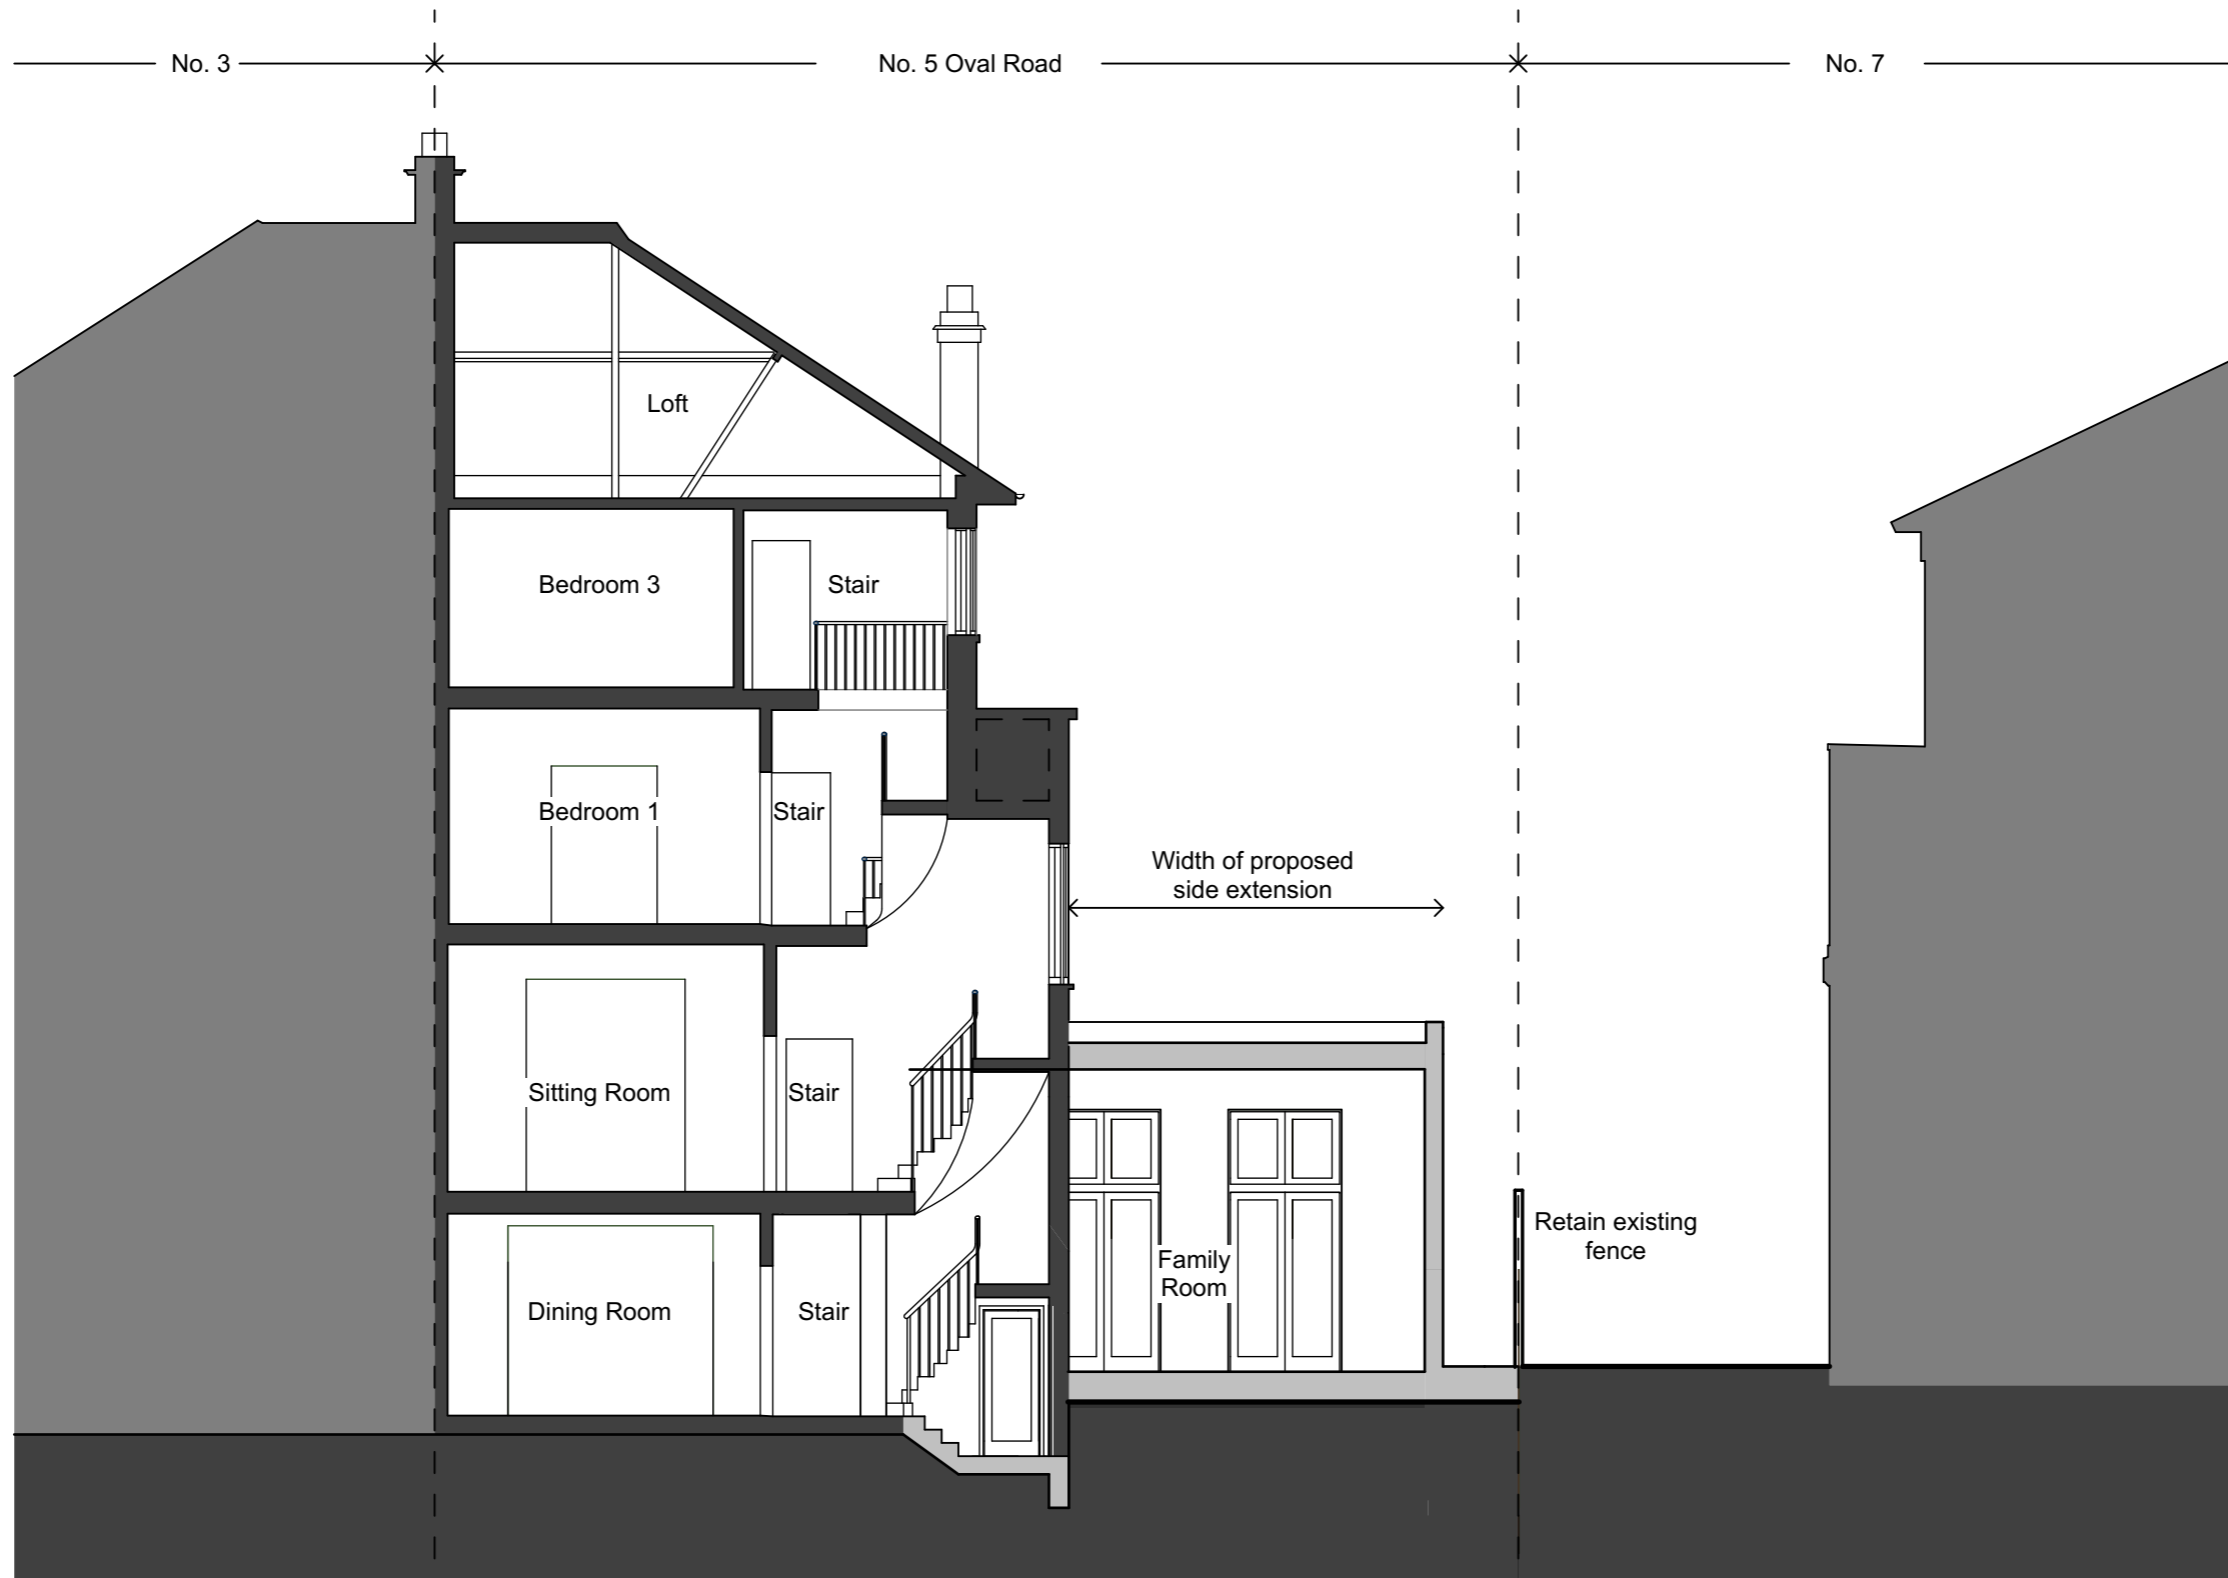 No. 3
No. 5 Oval Road
No. 7
Loft
Bedroom 3
Stair
Bedroom 1
Stair
Width of proposed
side extension
Sitting Room
Stair
Retain existing
fence
Family
Room
Dining Room
Stair